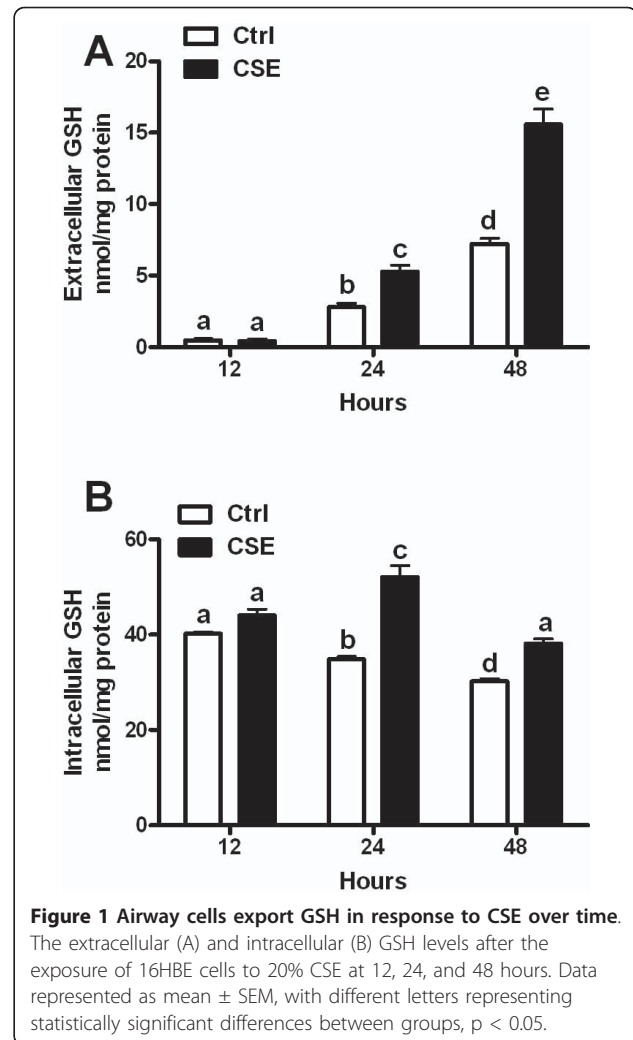 A
Ctrl
CSE
Extracellular GSH
nmol/mg protein
20
15
10
5
0
a a b c d e
12 24 48
Hours
B
Ctrl
CSE
Intracellular GSH
nmol/mg protein
60
40
20
0
a a b c d a
12 24 48
Hours
Figure 1 Airway cells export GSH in response to CSE over time.
The extracellular (A) and intracellular (B) GSH levels after the
exposure of 16HBE cells to 20% CSE at 12, 24, and 48 hours. Data
represented as mean ± SEM, with different letters representing
statistically significant differences between groups, p < 0.05.